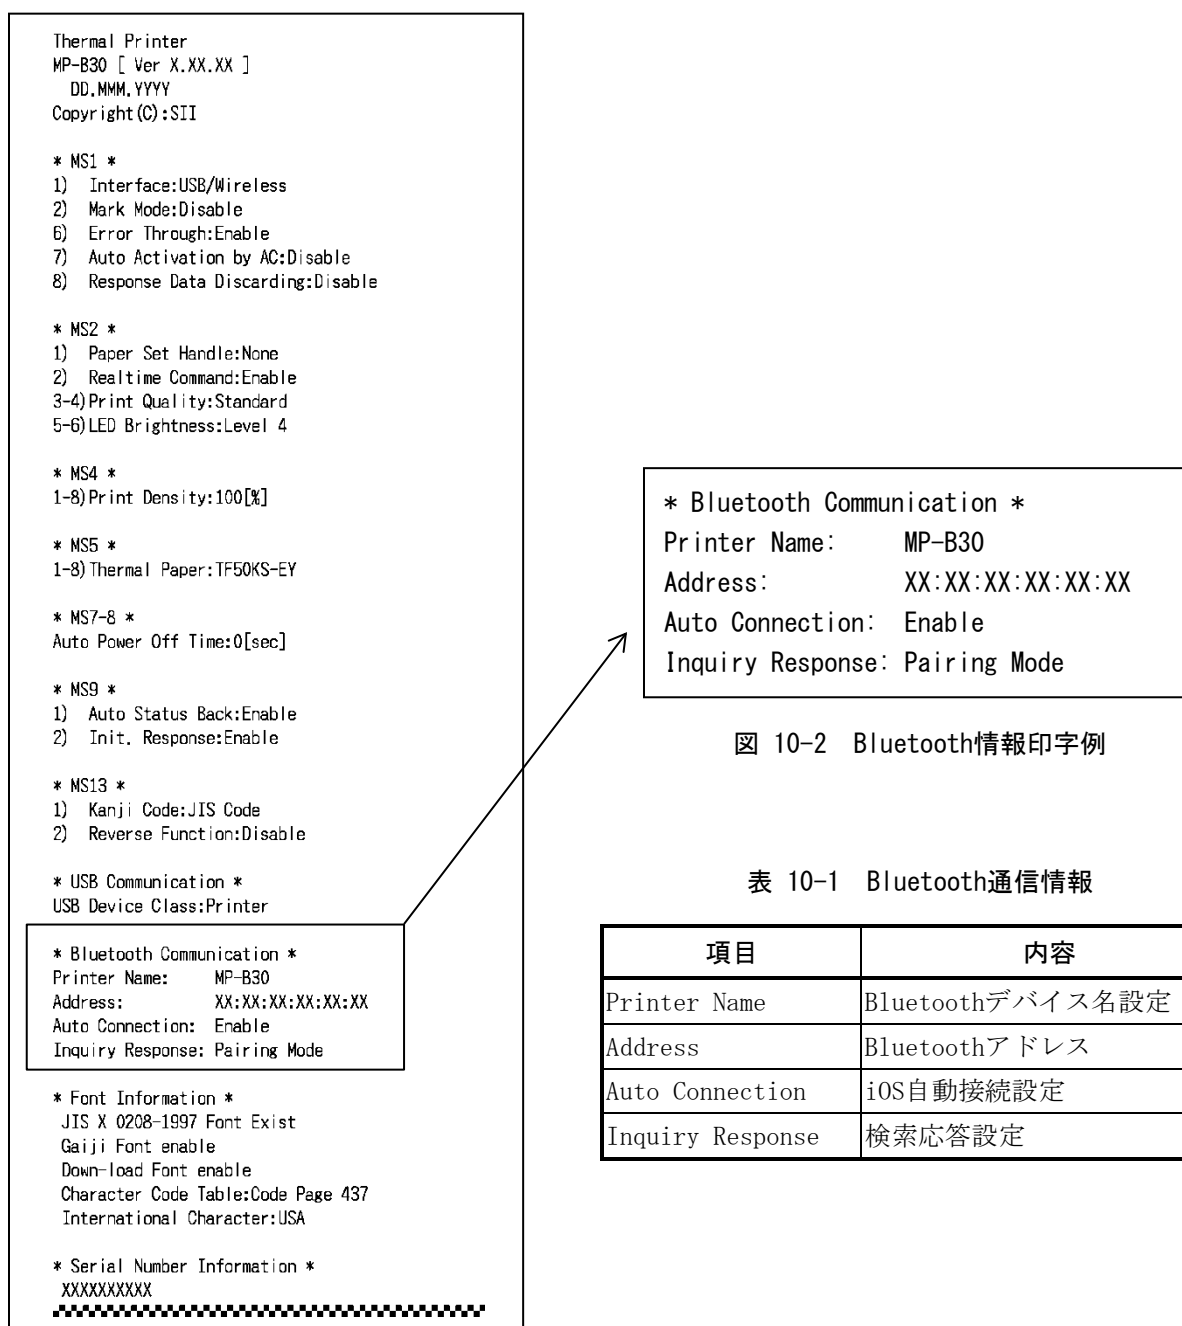 Thermal Printer
MP-B30 [ Ver X.XX.XX ]
DD.MMM.YYYY
Copyright(C):SII
* MS1 *
1) Interface:USB/Wireless
2) Mark Mode:Disable
6) Error Through:Enable
7) Auto Activation by AC:Disable
8) Response Data Discarding:Disable
* MS2 *
1) Paper Set Handle:None
2) Realtime Command:Enable
3-4)Print Quality:Standard
5-6)LED Brightness:Level 4
* MS4 *
1-8)Print Density:100[%]
* MS5 *
1-8)Thermal Paper:TF50KS-EY
* MS7-8 *
Auto Power Off Time:0[sec]
* MS9 *
1) Auto Status Back:Enable
2) Init. Response:Enable
* MS13 *
1) Kanji Code:JIS Code
2) Reverse Function:Disable
* USB Communication *
USB Device Class:Printer
* Bluetooth Communication *
Printer Name: MP-B30
Address: XX:XX:XX:XX:XX:XX
Auto Connection: Enable
Inquiry Response: Pairing Mode
* Font Information *
JIS X 0208-1997 Font Exist
Gaiji Font enable
Down-load Font enable
Character Code Table:Code Page 437
International Character:USA
* Serial Number Information *
XXXXXXXXXX
* Bluetooth Communication *
Printer Name: MP-B30
Address: XX:XX:XX:XX:XX:XX
Auto Connection: Enable
Inquiry Response: Pairing Mode
図 10-2 Bluetooth情報印字例
表 10-1 Bluetooth通信情報
項目 内容
Printer Name Bluetoothデバイス名設定
Address Bluetoothアドレス
Auto Connection iOS自動接続設定
Inquiry Response 検索応答設定